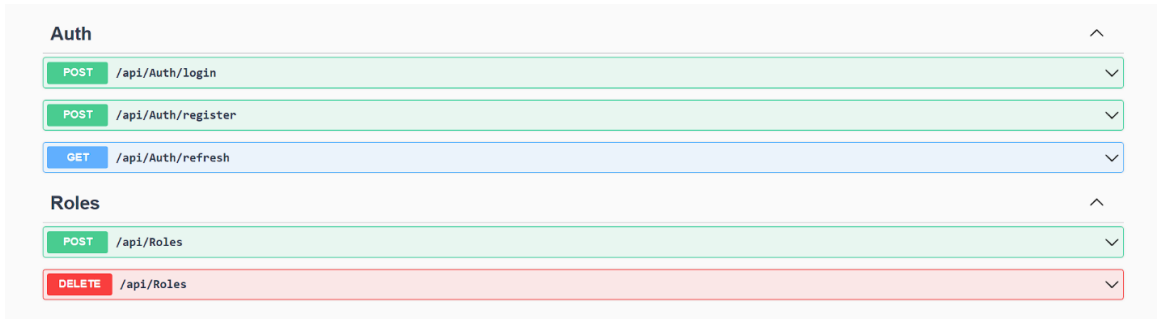 Auth
POST /api/Auth/login
POST /api/Auth/register
GET /api/Auth/refresh
Roles
POST /api/Roles
DELETE /api/Roles